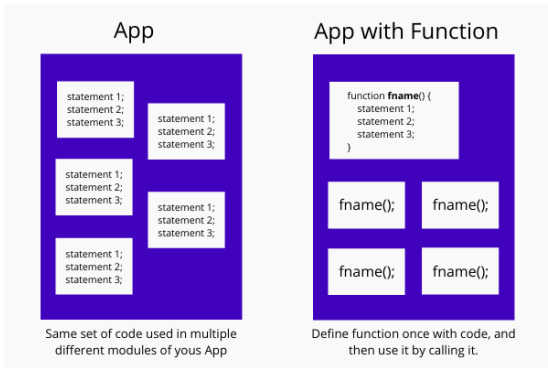 App
statement 1;
statement 2;
statement 3;
statement 1;
statement 2;
statement 3;
statement 1;
statement 2;
statement 3;
statement 1;
statement 2;
statement 3;
statement 1;
statement 2;
statement 3;
Same set of code used in multiple
different modules of yous App
App with Function
function fname() {
statement 1;
statement 2;
statement 3;
}
fname();
fname();
fname();
fname();
Define function once with code, and
then use it by calling it.